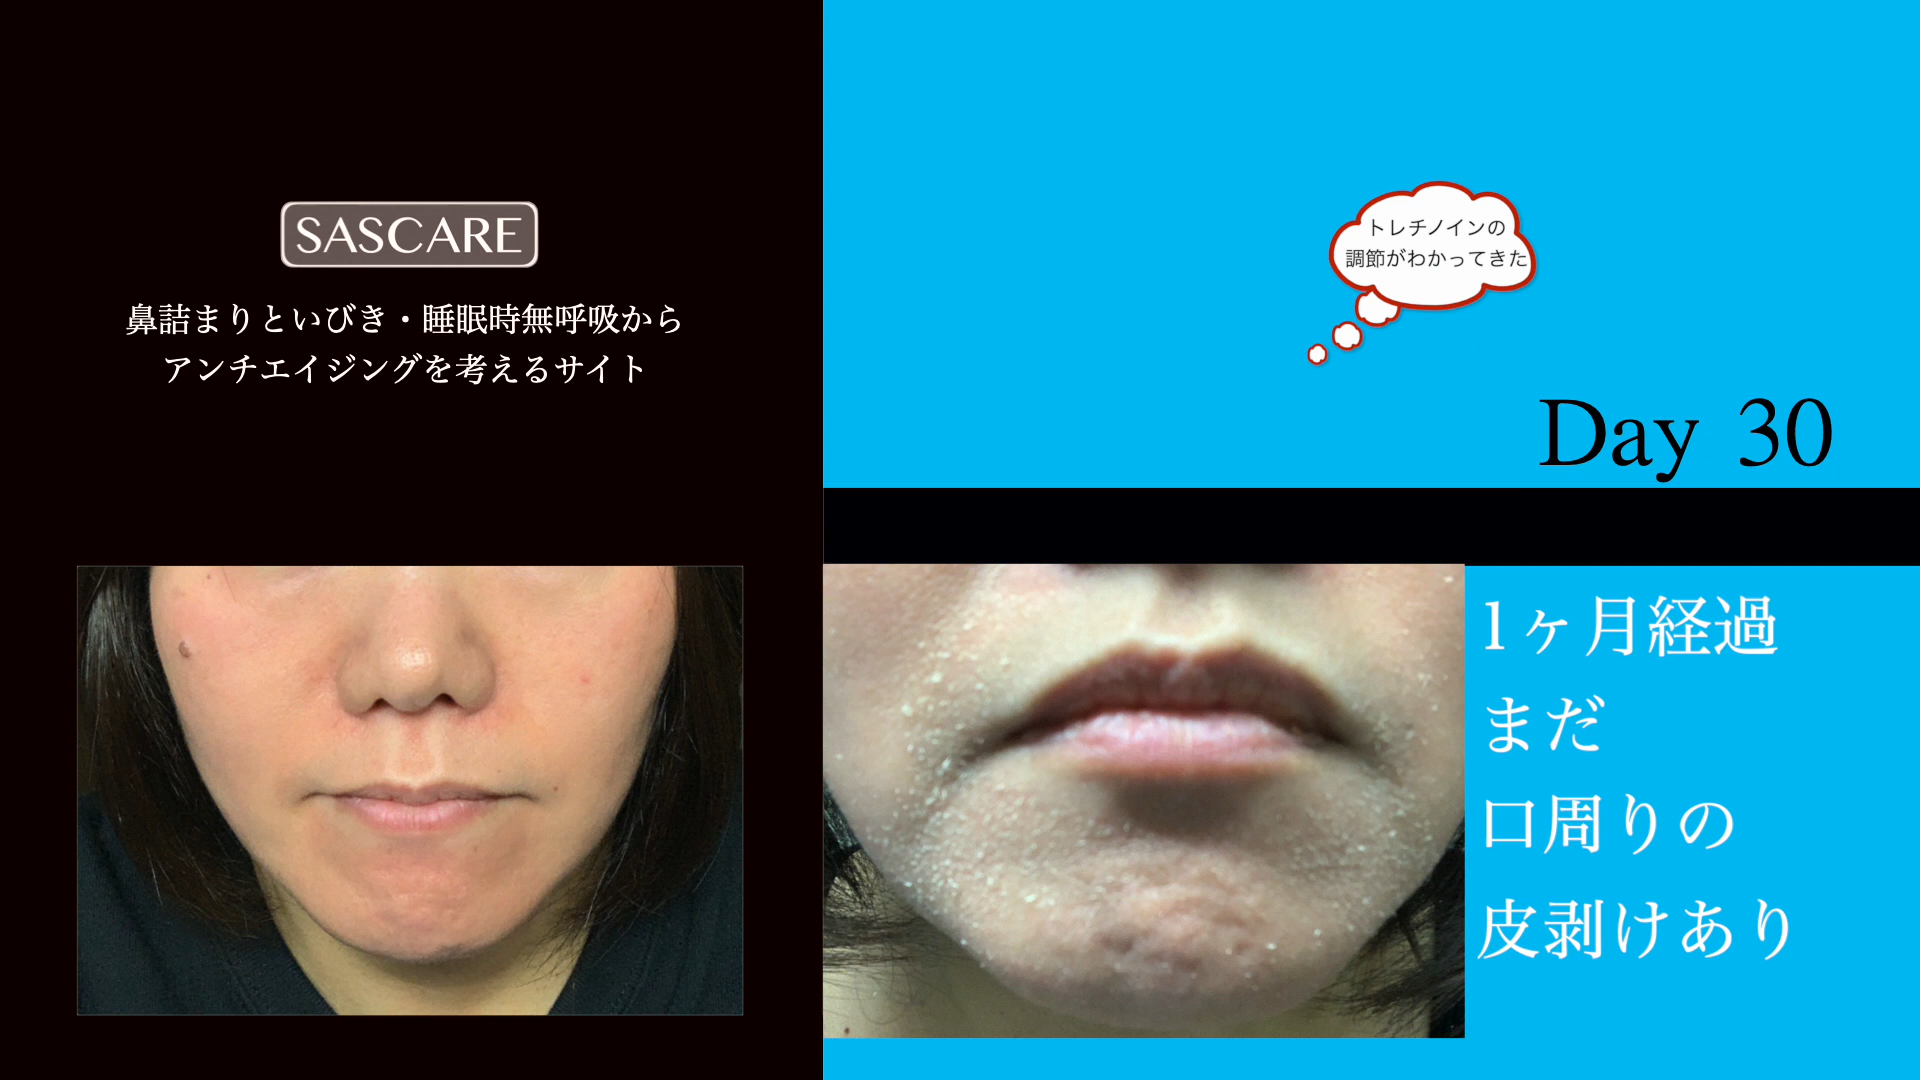 SASCARE
鼻詰まりといびき・睡眠時無呼吸から
アンチエイジングを考えるサイト
トレチノインの
調節がわかってきた
Day 30
1ヶ月経過
まだ
口周りの
皮剥けあり